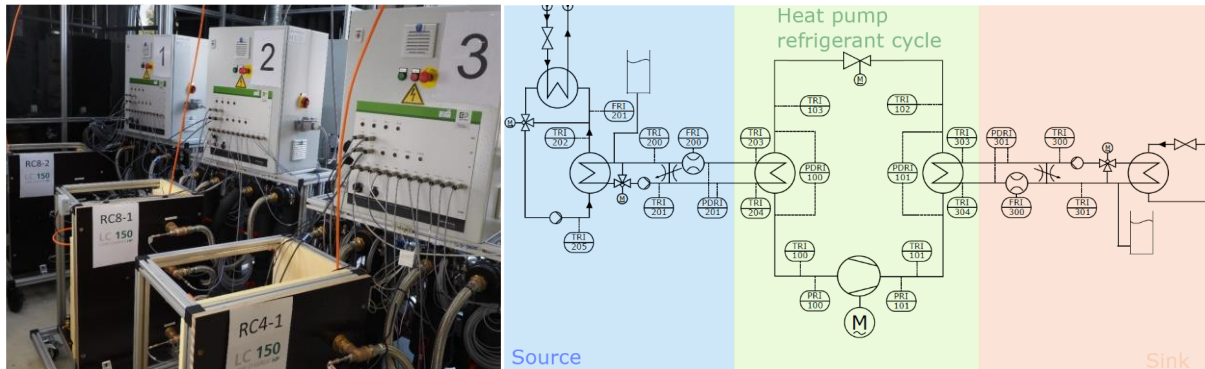 1
2
3
RC8-2
LC 150
RC8-1
LC 150
RC4-1
LC 150
Heat pump
refrigerant cycle
FRI
201
M
TRI
202
TRI
200
FRI
200
TRI
203
TRI
103
M
TRI
102
TRI
303
PDRI
301
TRI
300
M
PDRI
100
PDRI
101
M
TRI
201
PDRI
201
TRI
204
TRI
304
FRI
300
TRI
301
TRI
205
TRI
100
TRI
101
PRI
100
PRI
101
M
Source
Sink